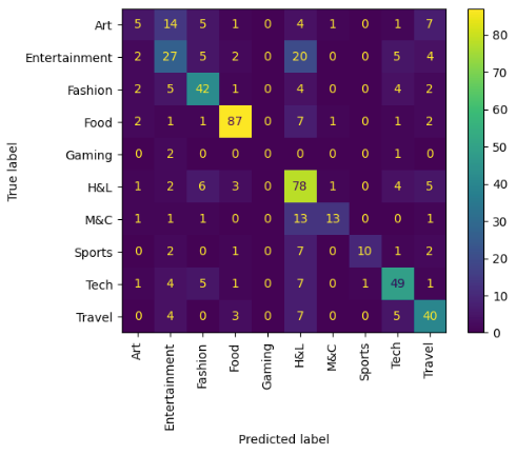 Art 5 14 5 1 0 4 1 0 1 7
Entertainment 2 27 5 2 0 20 0 0 5 4
Fashion 2 5 42 1 0 4 0 0 4 2
Food 2 1 1 87 0 7 1 0 1 2
Gaming 0 2 0 0 0 0 0 0 1 0
H&L 1 2 6 3 0 78 1 0 4 5
M&C 1 1 1 0 0 13 13 0 0 1
Sports 0 2 0 1 0 7 0 10 1 2
Tech 1 4 5 1 0 7 0 1 49 1
Travel 0 4 0 3 0 7 0 0 5 40
True label
Art Entertainment Fashion Food Gaming H&L M&C Sports Tech Travel
Predicted label
80
70
60
50
40
30
20
10
0